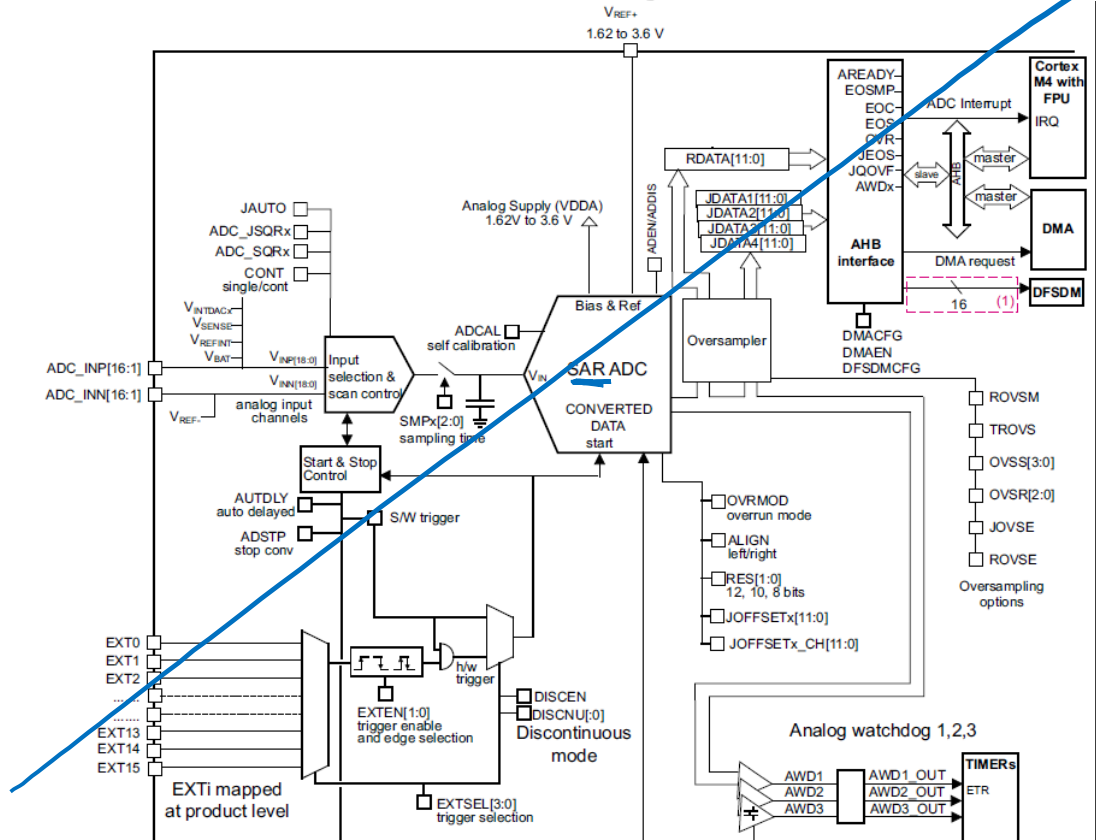 VREF+
1.62 to 3.6 V
AREADY
EOSMP
EOC
EOS
OVR
JEOS
JQOVF
AWDx
AHB
interface
ADC Interrupt
Cortex
M4 with
FPU
IRQ
slave
AHB
master
master
DMA
DMA request
16
(1)
DFSDM
DMACFG
DMAEN
DFSDMCFG
RDATA[11:0]
JDATA1[11:0]
JDATA2[11:0]
JDATA3[11:0]
JDATA4[11:0]
ADEN/ADDIS
Analog Supply (VDDA)
1.62V to 3.6 V
JAUTO
ADC_JSQRx
ADC_SQRx
CONT
single/cont
VINTDACx
VSENSE
VREFINT
VBAT
ADC_INP[16:1]
ADC_INN[16:1]
VINP[18:0]
VINN[18:0]
VREF-
analog input
channels
Input
selection &
scan control
ADCAL
self calibration
SMPx[2:0]
sampling time
Bias & Ref
VIN
SAR ADC
CONVERTED
DATA
start
Oversampler
ROVSM
TROVS
OVSS[3:0]
OVSR[2:0]
JOVSE
ROVSE
Oversampling
options
Start & Stop
Control
AUTDLY
auto delayed
ADSTP
stop conv
S/W trigger
OVRMOD
overrun mode
ALIGN
left/right
RES[1:0]
12, 10, 8 bits
JOFFSETx[11:0]
JOFFSETx_CH[11:0]
EXT0
EXT1
EXT2
.......
.......
EXT13
EXT14
EXT15
EXTi mapped
at product level
h/w
trigger
EXTEN[1:0]
trigger enable
and edge selection
DISCEN
DISCNU[:0]
Discontinuous
mode
EXTSEL[3:0]
trigger selection
Analog watchdog 1,2,3
AWD1
AWD2
AWD3
AWD1_OUT
AWD2_OUT
AWD3_OUT
TIMERs
ETR